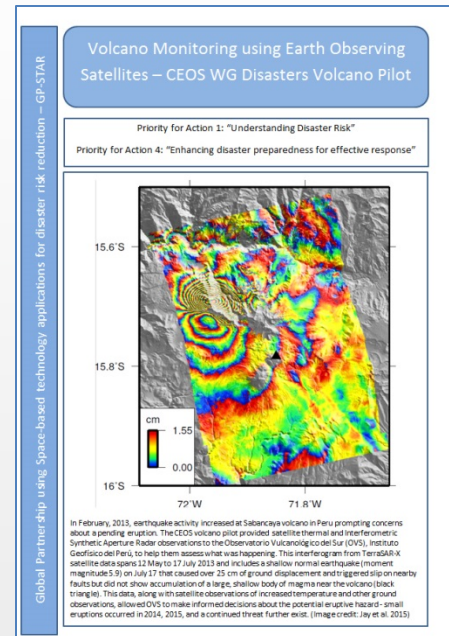 Global Partnership using Space-based technology applications for disaster risk reduction – GP-STAR
Volcano Monitoring using Earth Observing
Satellites – CEOS WG Disasters Volcano Pilot
Priority for Action 1: “Understanding Disaster Risk”
Priority for Action 4: “Enhancing disaster preparedness for effective response”
15.6˚S
15.8˚S
16˚S
cm
1.55
0.00
72˚W
71.8˚W
In February, 2013, earthquake activity increased at Sabancaya volcano in Peru prompting concerns
about a pending eruption. The CEOS volcano pilot provided satellite thermal and Interferometric
Synthetic Aperture Radar observations to the Observatorio Vulcanológico del Sur (OVS), Instituto
Geofísico del Perú, to help them assess what was happening. This interferogram from TerraSAR-X
satellite data spans 12 May to 17 July 2013 and includes a shallow normal earthquake (moment
magnitude 5.9) on July 17 that caused over 25 cm of ground displacement and triggered slip on nearby
faults but did not show accumulation of a large, shallow body of magma near the volcano (black
triangle). This data, along with satellite observations of increased temperature and other ground
observations, allowed OVS to make informed decisions about the potential eruptive hazard - small
eruptions occurred in 2014, 2015, and a continued threat further exist. (Image credit: Jay et al. 2015)